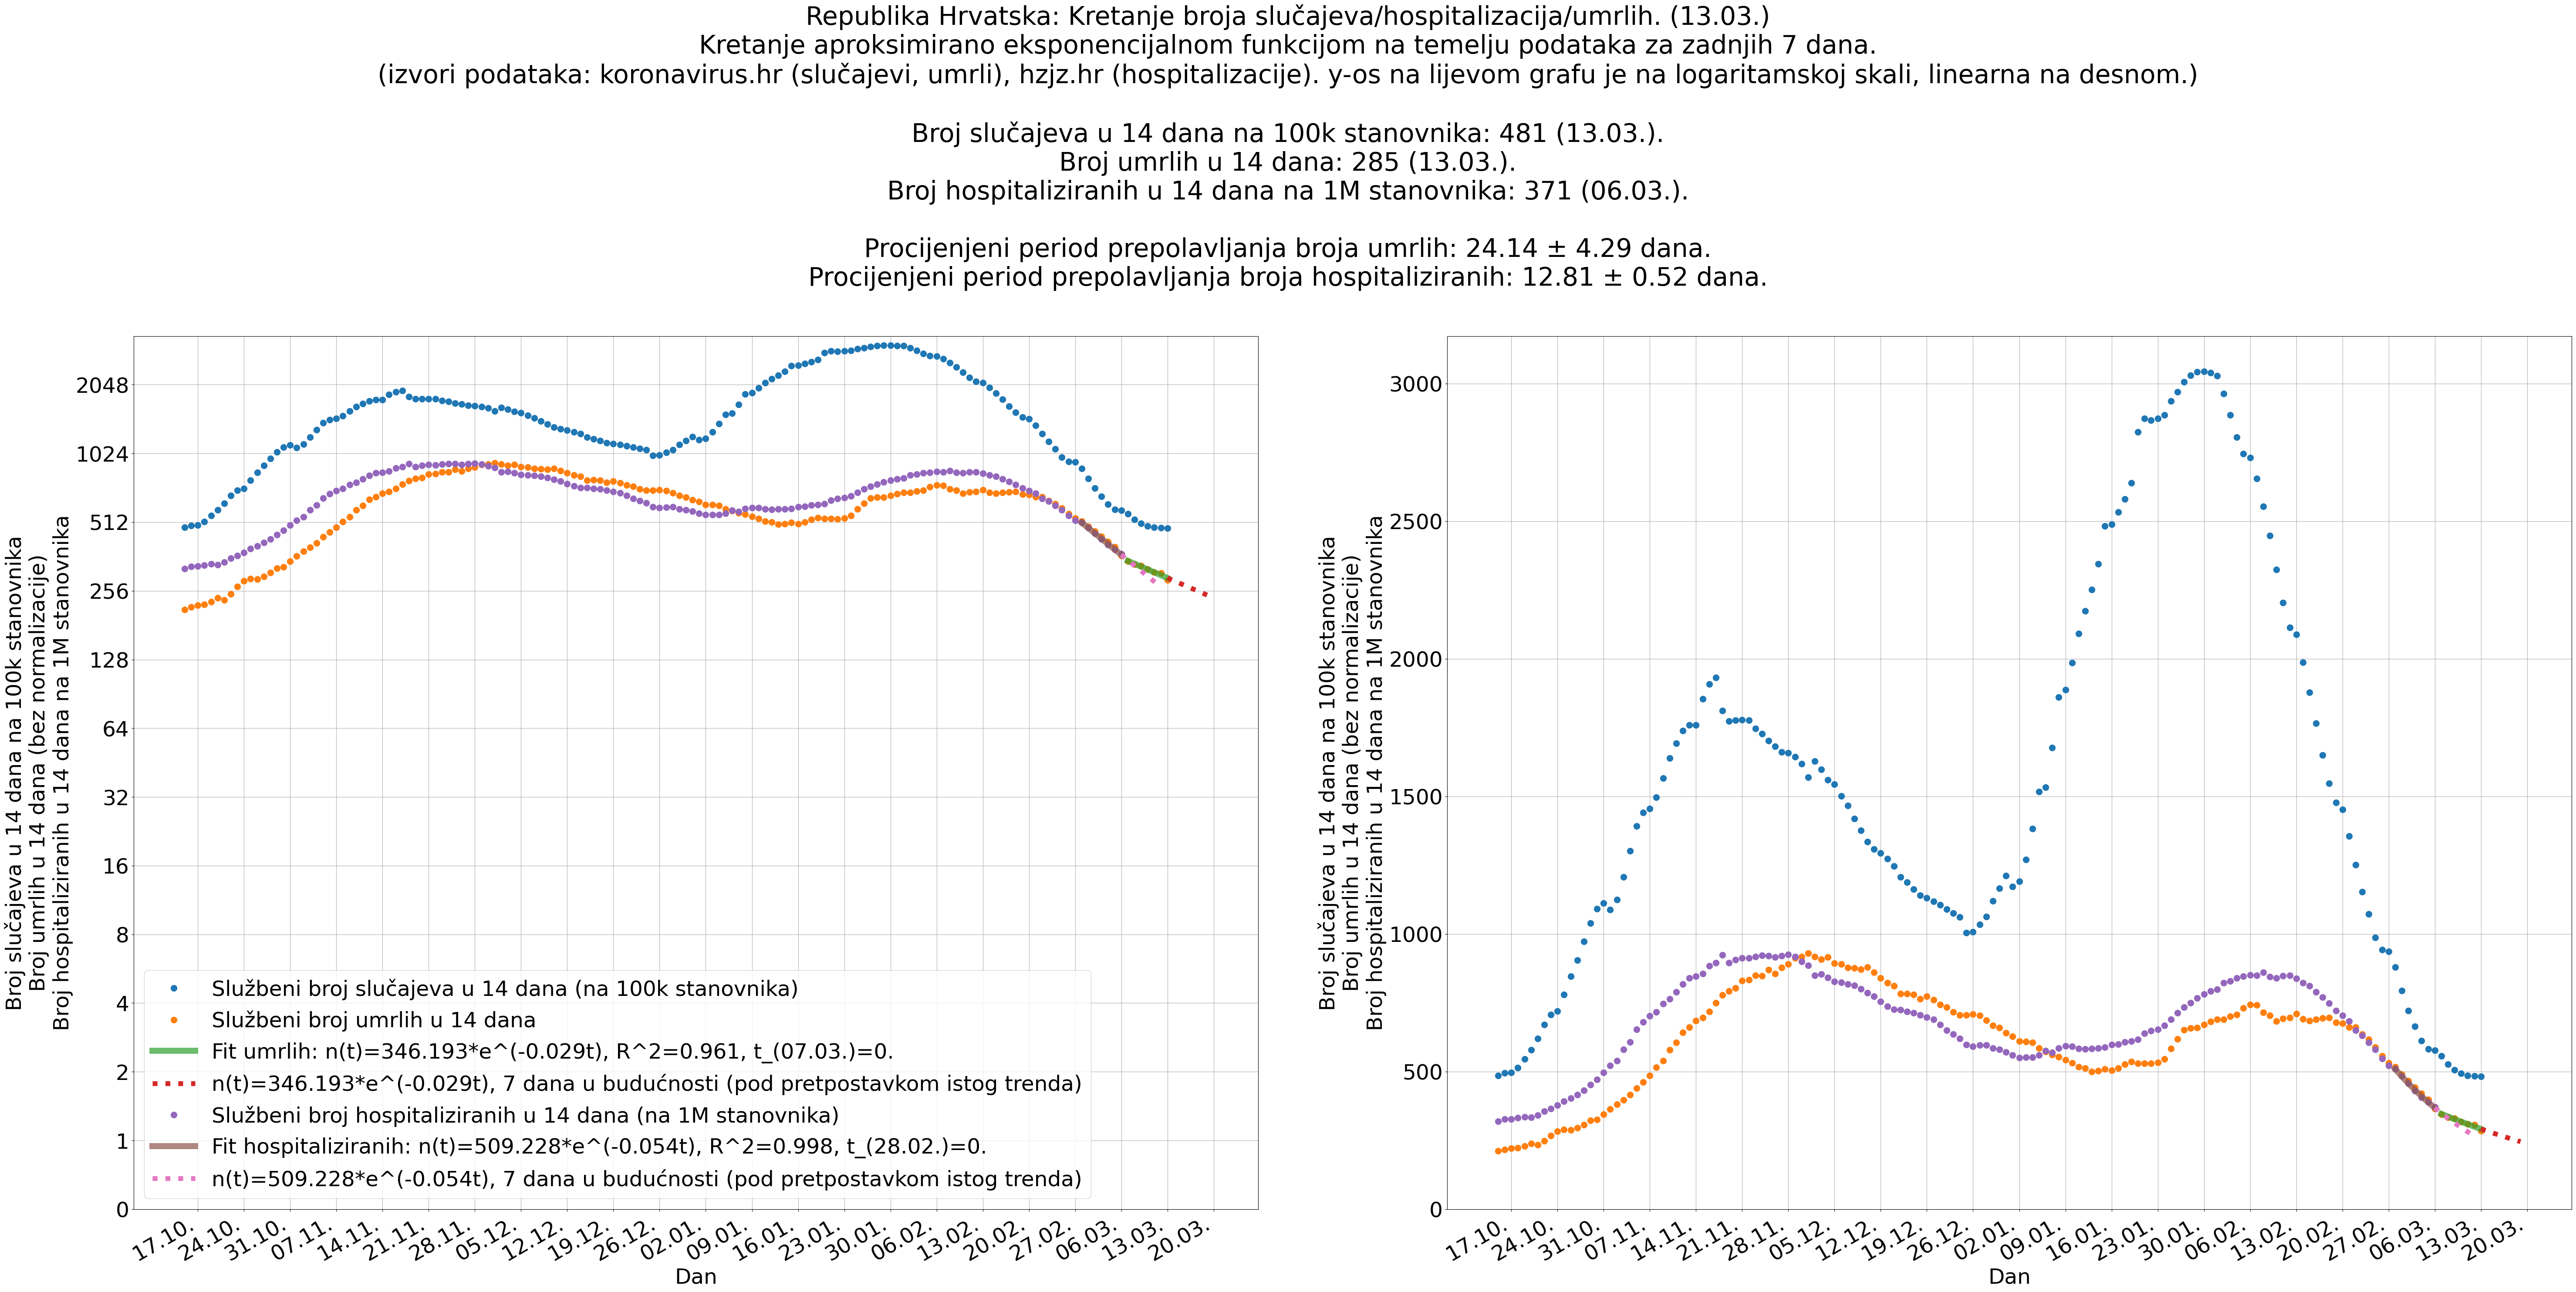 Republika Hrvatska: Kretanje broja slučajeva/hospitalizacija/umrlih. (13.03.)
Kretanje aproksimirano eksponencijalnom funkcijom na temelju podataka za zadnjih 7 dana.
(izvori podataka: koronavirus.hr (slučajevi, umrli), hzjz.hr (hospitalizacije). y-os na lijevom grafu je na logaritamskoj skali, linearna na desnom.)
Broj slučajeva u 14 dana na 100k stanovnika: 481 (13.03.).
Broj umrlih u 14 dana: 285 (13.03.).
Broj hospitaliziranih u 14 dana na 1M stanovnika: 371 (06.03.).
Procijenjeni period prepolavljanja broja umrlih: 24.14 ± 4.29 dana.
Procijenjeni period prepolavljanja broja hospitaliziranih: 12.81 ± 0.52 dana.
Broj slučajeva u 14 dana na 100k stanovnika
Broj umrlih u 14 dana (bez normalizacije)
Broj hospitaliziranih u 14 dana na 1M stanovnika
2048
1024
512
256
128
64
32
16
8
4
2
1
0
Službeni broj slučajeva u 14 dana (na 100k stanovnika)
Službeni broj umrlih u 14 dana
Fit umrlih: n(t)=346.193*e^(-0.029t), R^2=0.961, t_(07.03.)=0.
n(t)=346.193*e^(-0.029t), 7 dana u budućnosti (pod pretpostavkom istog trenda)
Službeni broj hospitaliziranih u 14 dana (na 1M stanovnika)
Fit hospitaliziranih: n(t)=509.228*e^(-0.054t), R^2=0.998, t_(28.02.)=0.
n(t)=509.228*e^(-0.054t), 7 dana u budućnosti (pod pretpostavkom istog trenda)
17.10. 24.10. 31.10. 07.11. 14.11. 21.11. 28.11. 05.12. 12.12. 19.12. 26.12. 02.01. 09.01. 16.01. 23.01. 30.01. 06.02. 13.02. 20.02. 27.02. 06.03. 13.03. 20.03.
Dan
Broj slučajeva u 14 dana na 100k stanovnika
Broj umrlih u 14 dana (bez normalizacije)
Broj hospitaliziranih u 14 dana na 1M stanovnika
3000
2500
2000
1500
1000
500
0
17.10. 24.10. 31.10. 07.11. 14.11. 21.11. 28.11. 05.12. 12.12. 19.12. 26.12. 02.01. 09.01. 16.01. 23.01. 30.01. 06.02. 13.02. 20.02. 27.02. 06.03. 13.03. 20.03.
Dan